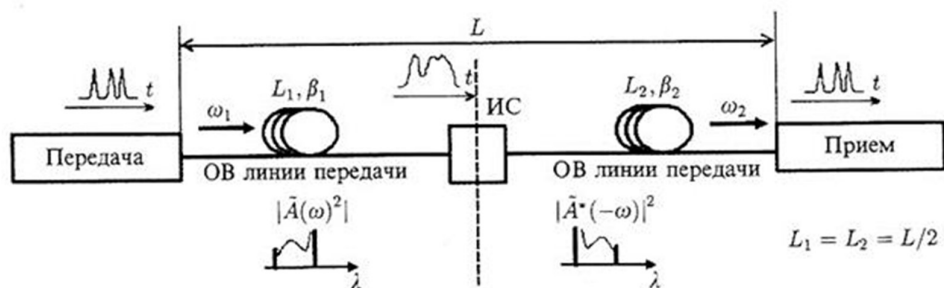 L
t
t
ИС
t
L₁, β₁
L₂, β₂
ω₁
ω₂
Передача
Прием
ОВ линии передачи
ОВ линии передачи
|Ã(ω)²|
|Ã*(-ω)|²
L₁ = L₂ = L/2
λ
λ